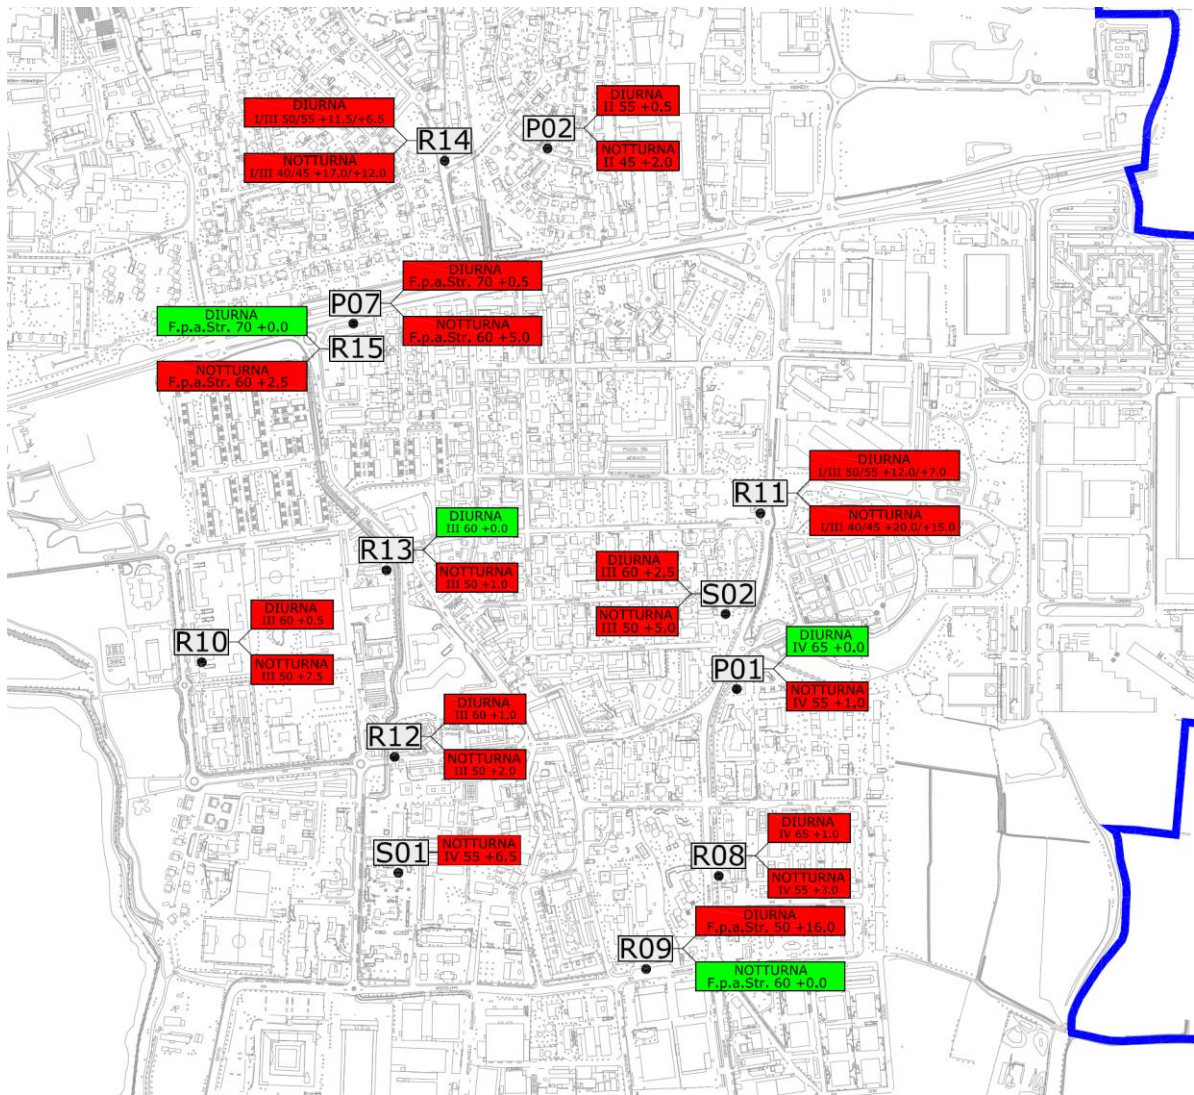 DIURNA
I/III 50/55 +11.5/+6.5
NOTTURNA
I/III 40/45 +17.0/+12.0
R14
P02
DIURNA
II 55 +0.5
NOTTURNA
II 45 +2.0
P07
DIURNA
F.p.a.Str. 70 +0.5
NOTTURNA
F.p.a.Str. 60 +5.0
DIURNA
F.p.a.Str. 70 +0.0
NOTTURNA
F.p.a.Str. 60 +2.5
R15
PIAZZA DEL
MERCATO
R11
DIURNA
I/III 50/55 +12.0/+7.0
NOTTURNA
I/III 40/45 +20.0/+15.0
R13
DIURNA
III 60 +0.0
NOTTURNA
III 50 +1.0
DIURNA
III 60 +2.5
NOTTURNA
III 50 +5.0
S02
R10
DIURNA
III 60 +0.5
NOTTURNA
III 50 +7.5
P01
DIURNA
IV 65 +0.0
NOTTURNA
IV 55 +1.0
R12
DIURNA
III 60 +1.0
NOTTURNA
III 50 +2.0
S01
NOTTURNA
IV 55 +6.5
R08
DIURNA
IV 65 +1.0
NOTTURNA
IV 55 +3.0
R09
DIURNA
F.p.a.Str. 50 +16.0
NOTTURNA
F.p.a.Str. 60 +0.0